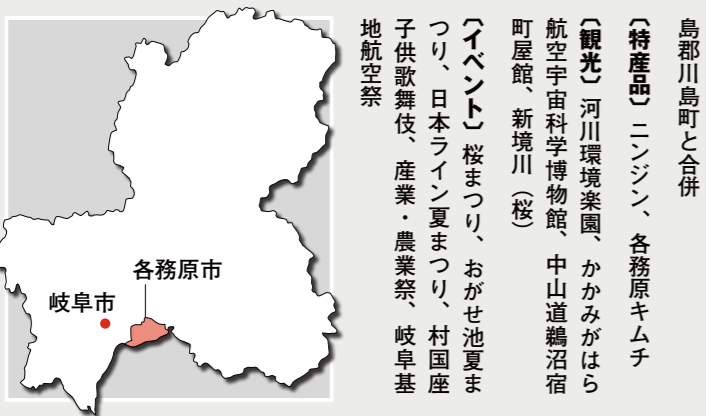 島郡川島町と合併
〔特産品〕ニンジン、各務原キムチ
〔観光〕河川環境楽園、かかみがはら
航空宇宙科学博物館、中山道鵜沼宿
町屋館、新境川（桜）
〔イベント〕桜まつり、おがせ池夏ま
つり、日本ライン夏まつり、村国座
子供歌舞伎、産業・農業祭、岐阜基
地航空祭
各務原市
岐阜市